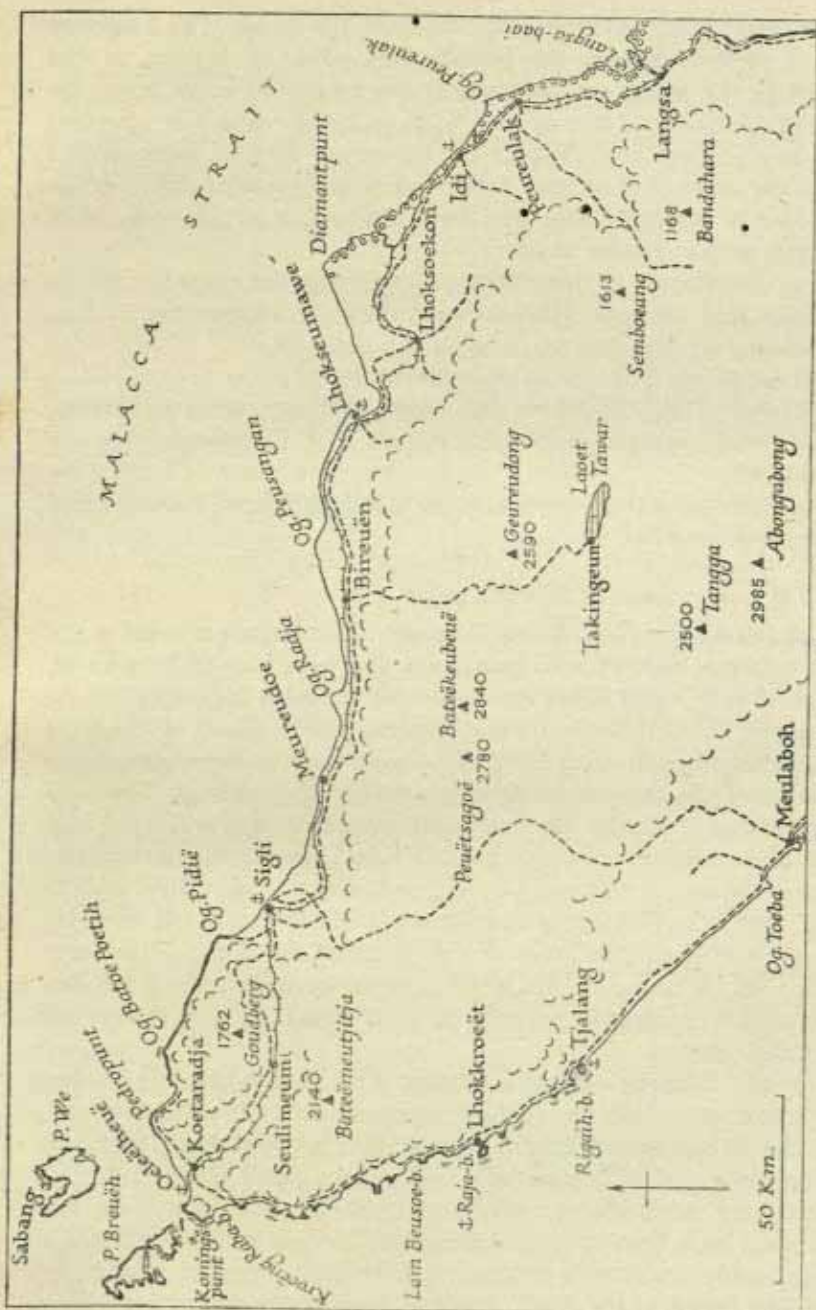 Sabang
P. We
P. Breuëh
Pedropunt
Oeleëlheuë
Koetaradja
Konings-
punt
Kroëng Raba-b.
Og. Batoe Poetih
Og. Pidië
1762
Goudberg
Seulimeum
2140
Bateëmeutjitja
Sigli
Meureudoe
Og. Radja
Og. Peusangan
Bireuën
MALACCA
STRAIT
Lhokseumawe
Diamantpunt
Lhoksoekon
Idi
Og. Peureulak.
Peureulak
Langsa-baai
Langsa
1168
Bandahara
1613
Semboeang
Geureudong
2590
Laoet
Tawar
Takingeun
Bateëkeubeuë
2840
Peuëtsagoë
2780
2500
Tangga
2985
Abongabong
Lam Beusoe-b.
Raja-b.
Lhokkroeët
Rigaih-b.
Tjalang
Og. Toeba
Meulaboh
50 Km.